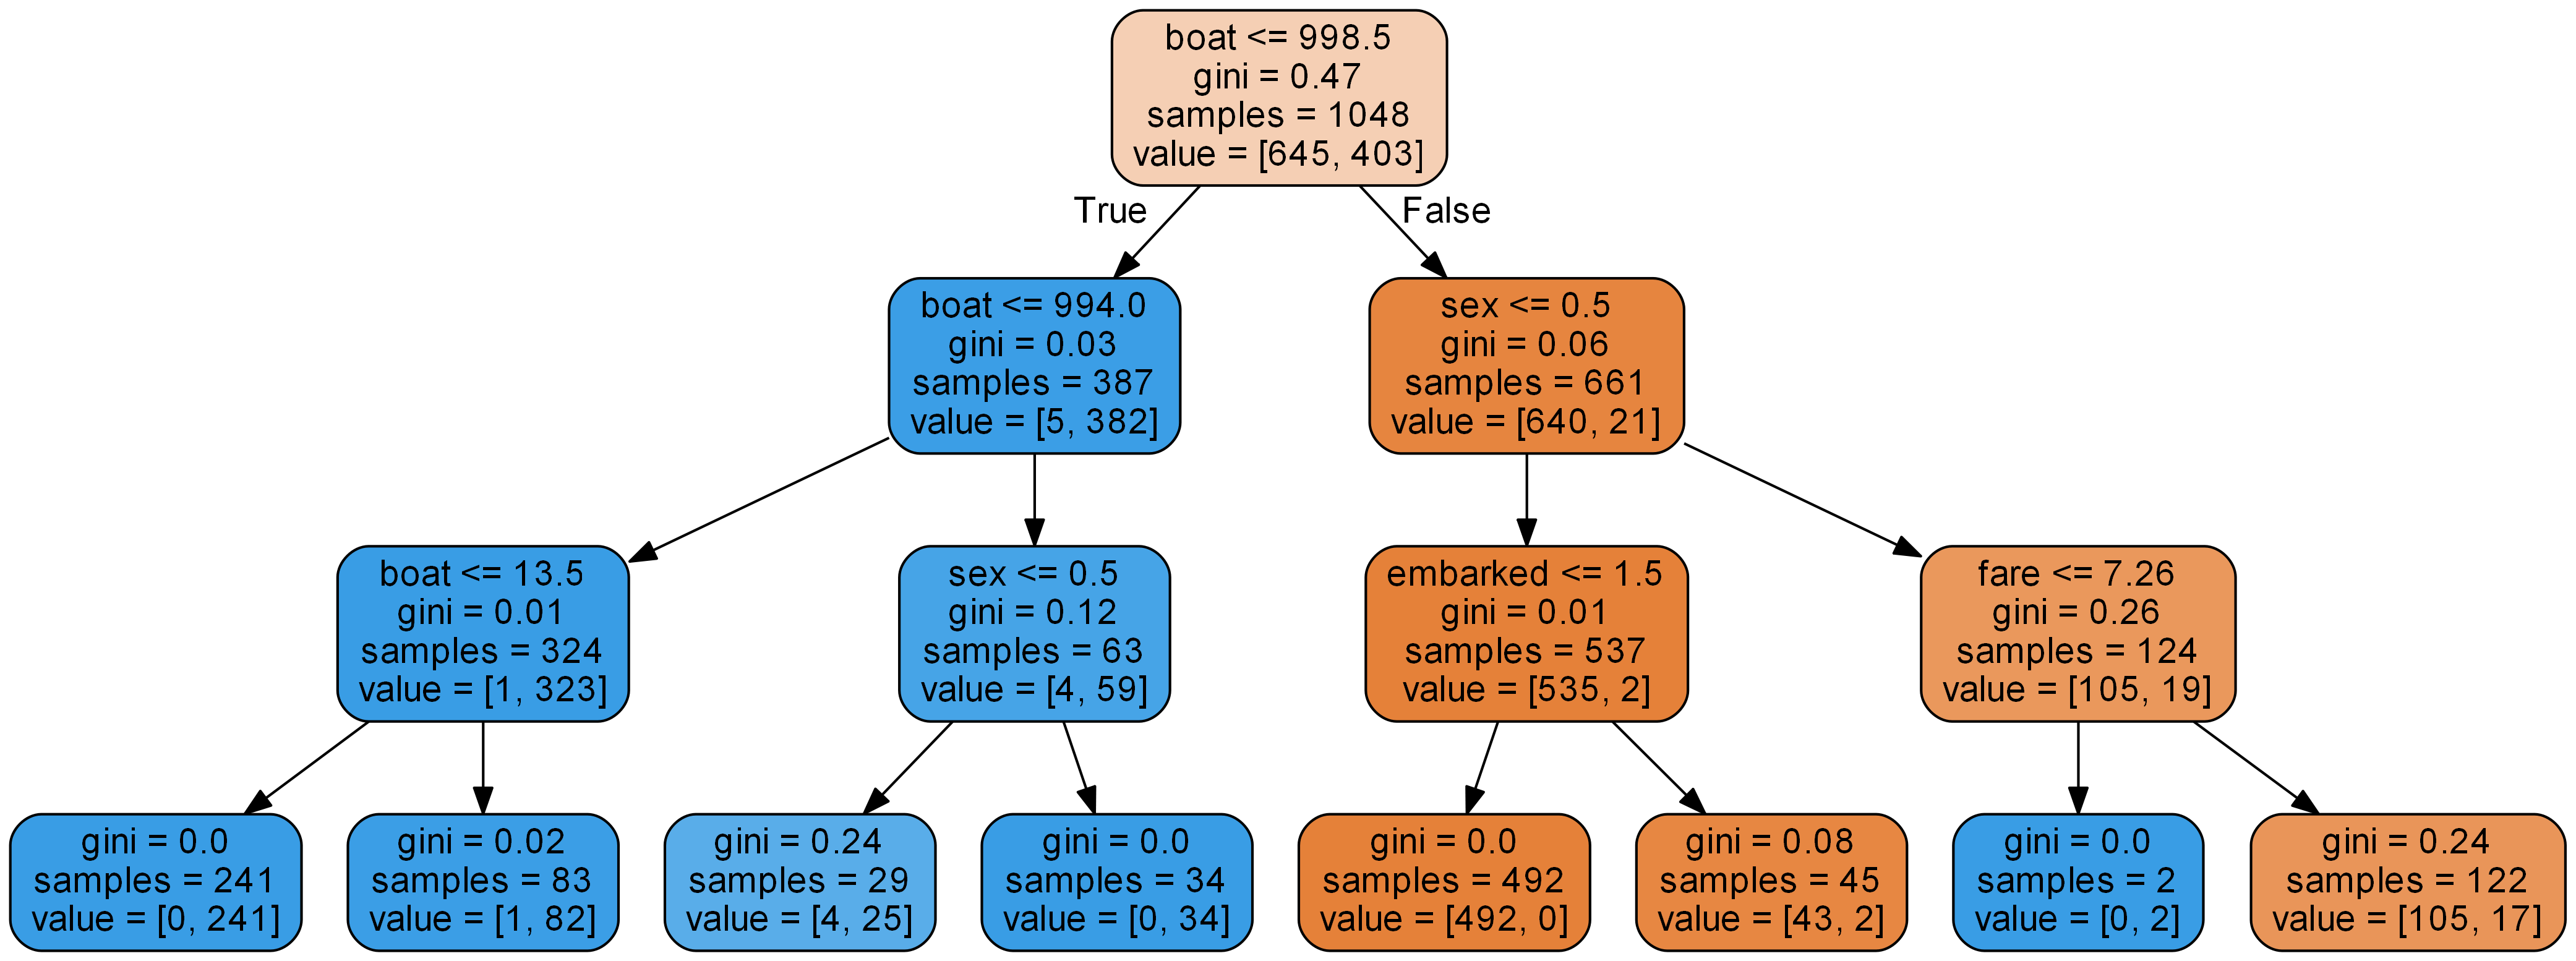 boat <= 998.5
gini = 0.47
samples = 1048
value = [645, 403]
True
False
boat <= 994.0
gini = 0.03
samples = 387
value = [5, 382]
sex <= 0.5
gini = 0.06
samples = 661
value = [640, 21]
boat <= 13.5
gini = 0.01
samples = 324
value = [1, 323]
sex <= 0.5
gini = 0.12
samples = 63
value = [4, 59]
embarked <= 1.5
gini = 0.01
samples = 537
value = [535, 2]
fare <= 7.26
gini = 0.26
samples = 124
value = [105, 19]
gini = 0.0
samples = 241
value = [0, 241]
gini = 0.02
samples = 83
value = [1, 82]
gini = 0.24
samples = 29
value = [4, 25]
gini = 0.0
samples = 34
value = [0, 34]
gini = 0.0
samples = 492
value = [492, 0]
gini = 0.08
samples = 45
value = [43, 2]
gini = 0.0
samples = 2
value = [0, 2]
gini = 0.24
samples = 122
value = [105, 17]